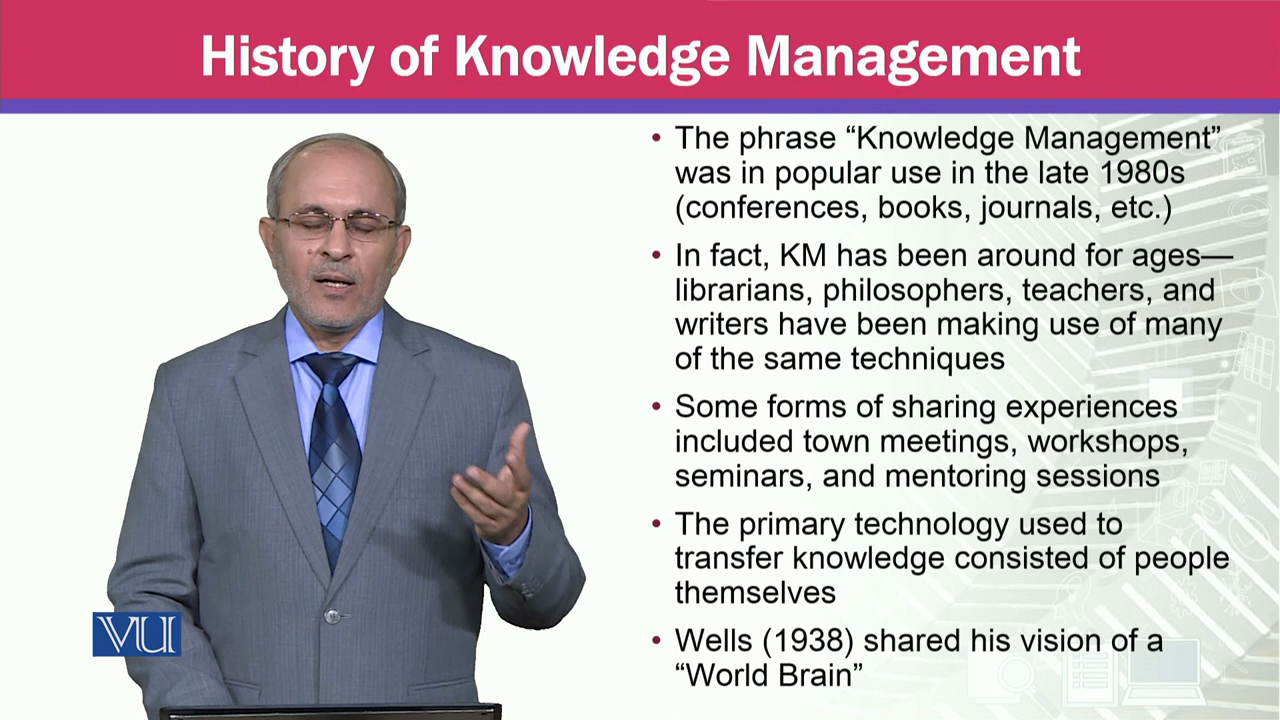 History of Knowledge Management
• The phrase “Knowledge Management”
was in popular use in the late 1980s
(conferences, books, journals, etc.)
• In fact, KM has been around for ages—
librarians, philosophers, teachers, and
writers have been making use of many
of the same techniques
• Some forms of sharing experiences
included town meetings, workshops,
seminars, and mentoring sessions
• The primary technology used to
transfer knowledge consisted of people
themselves
• Wells (1938) shared his vision of a
“World Brain”
VU